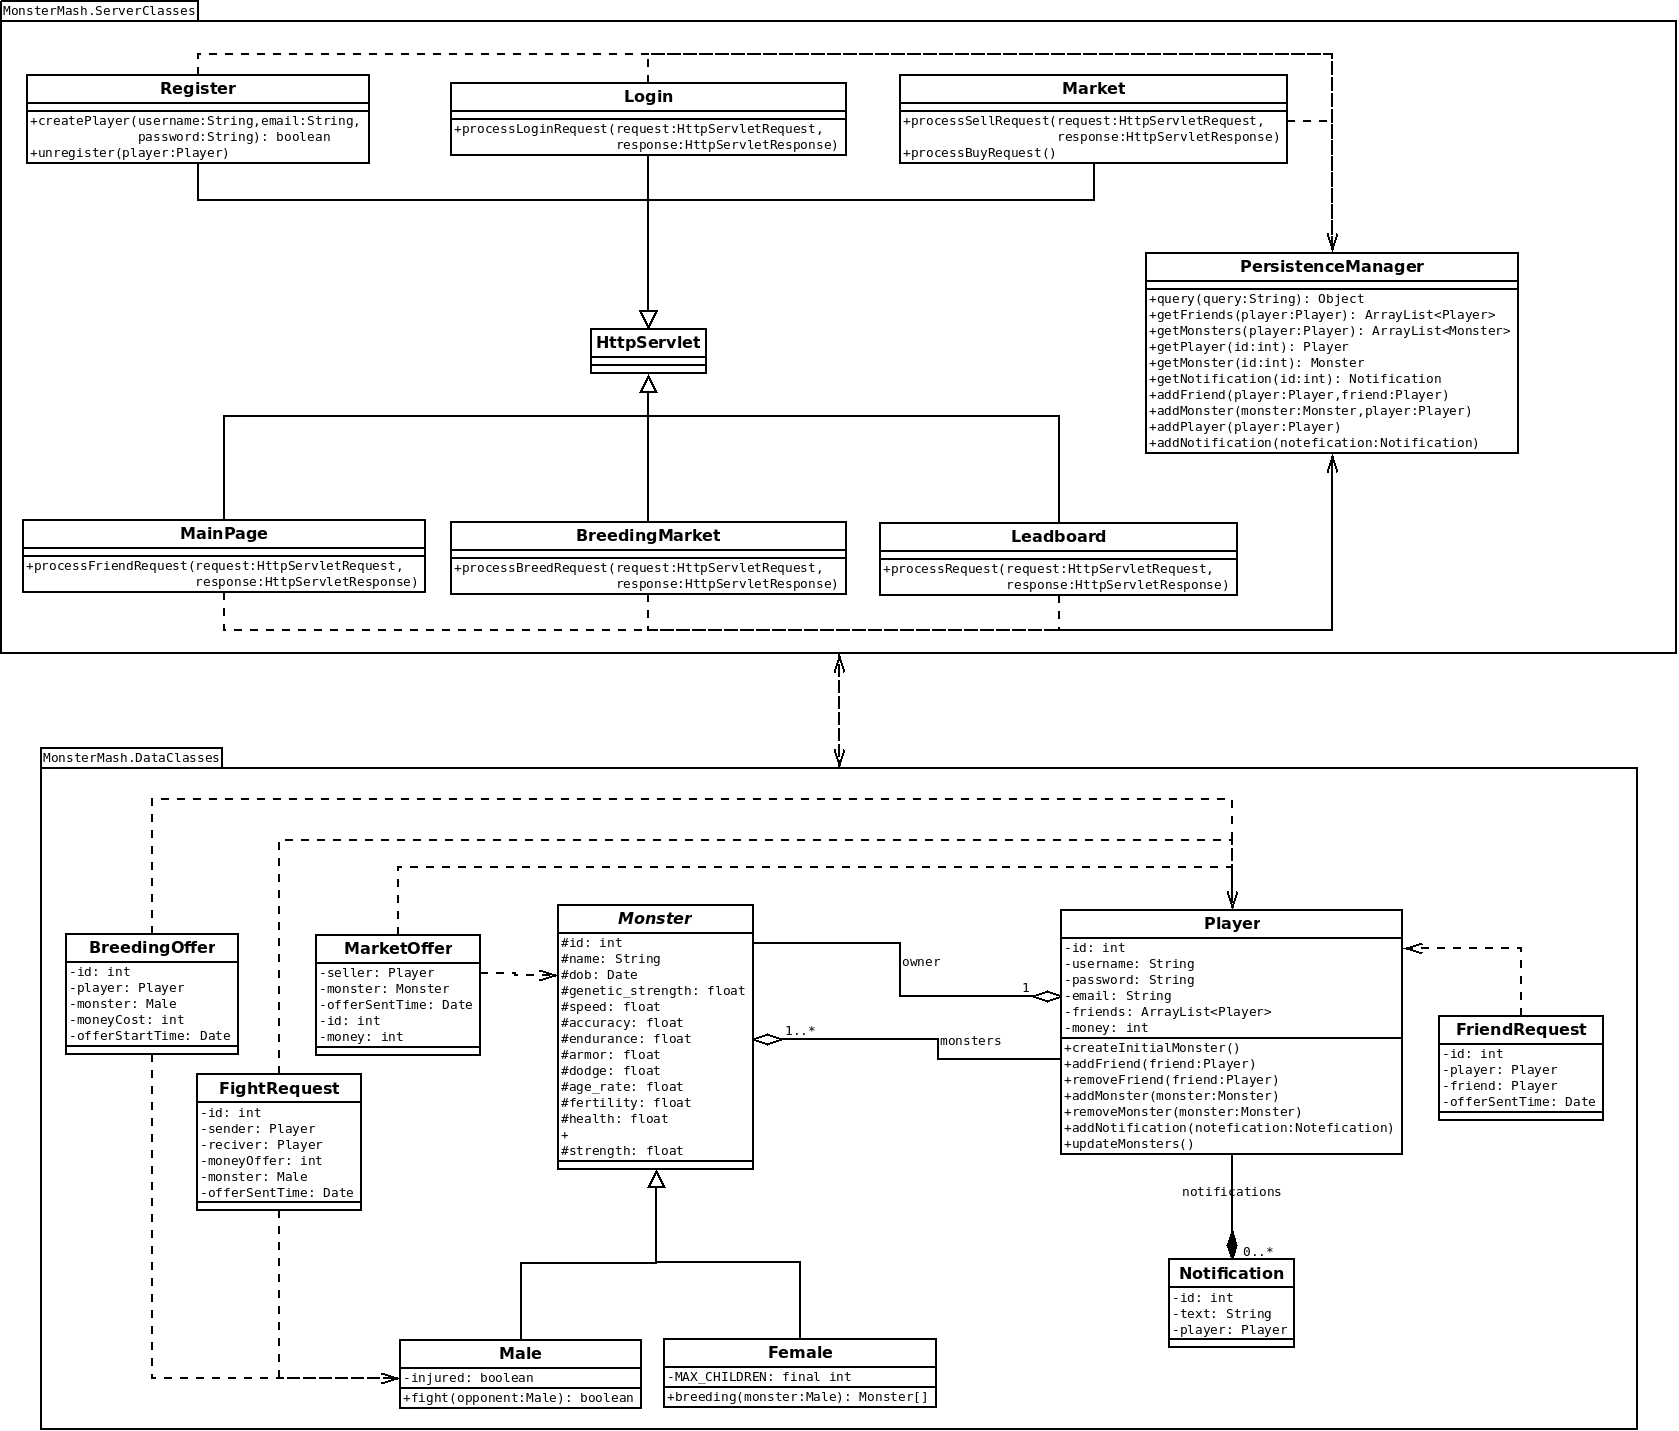 MonsterMash.ServerClasses
Register
+createPlayer(username:String,email:String,
password:String): boolean
+unregister(player:Player)
Login
+processLoginRequest(request:HttpServletRequest,
response:HttpServletResponse)
Market
+processSellRequest(request:HttpServletRequest,
response:HttpServletResponse)
+processBuyRequest()
PersistenceManager
+query(query:String): Object
+getFriends(player:Player): ArrayList<Player>
+getMonsters(player:Player): ArrayList<Monster>
+getPlayer(id:int): Player
+getMonster(id:int): Monster
+getNotification(id:int): Notification
+addFriend(player:Player,friend:Player)
+addMonster(monster:Monster,player:Player)
+addPlayer(player:Player)
+addNotification(notefication:Notification)
HttpServlet
MainPage
+processFriendRequest(request:HttpServletRequest,
response:HttpServletResponse)
BreedingMarket
+processBreedRequest(request:HttpServletRequest,
response:HttpServletResponse)
Leadboard
+processRequest(request:HttpServletRequest,
response:HttpServletResponse)
MonsterMash.DataClasses
BreedingOffer
-id: int
-player: Player
-monster: Male
-moneyCost: int
-offerStartTime: Date
FightRequest
-id: int
-sender: Player
-reciver: Player
-moneyOffer: int
-monster: Male
-offerSentTime: Date
MarketOffer
-seller: Player
-monster: Monster
-offerSentTime: Date
-id: int
-money: int
Monster
#id: int
#name: String
#dob: Date
#genetic_strength: float
#speed: float
#accuracy: float
#endurance: float
#armor: float
#dodge: float
#age_rate: float
#fertility: float
#health: float
+
#strength: float
owner
1
1..*
monsters
Player
-id: int
-username: String
-password: String
-email: String
-friends: ArrayList<Player>
-money: int
+createInitialMonster()
+addFriend(friend:Player)
+removeFriend(friend:Player)
+addMonster(monster:Monster)
+removeMonster(monster:Monster)
+addNotification(notefication:Notefication)
+updateMonsters()
FriendRequest
-id: int
-player: Player
-friend: Player
-offerSentTime: Date
notifications
0..*
Notification
-id: int
-text: String
-player: Player
Male
-injured: boolean
+fight(opponent:Male): boolean
Female
-MAX_CHILDREN: final int
+breeding(monster:Male): Monster[]